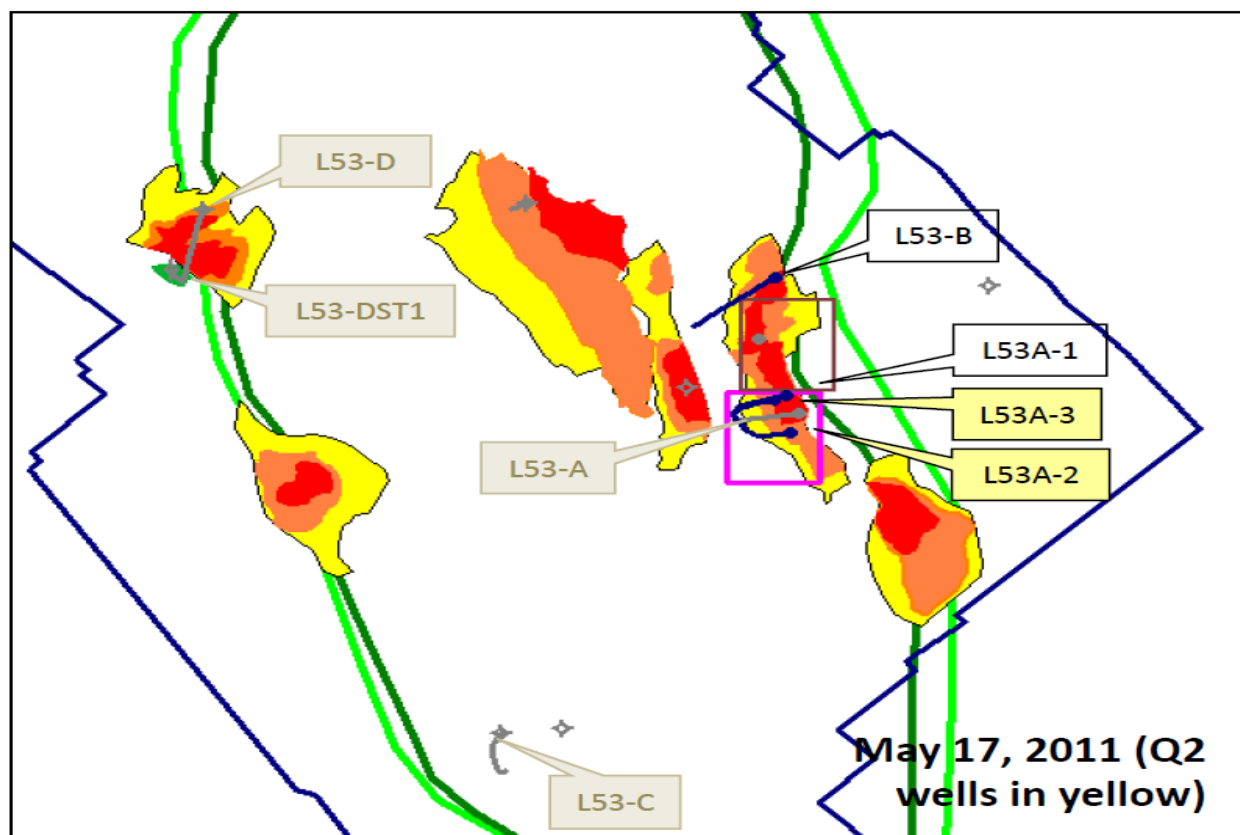 L53-D
L53-B
L53-DST1
L53A-1
L53A-3
L53-A
L53A-2
May 17, 2011 (Q2
wells in yellow)
L53-C